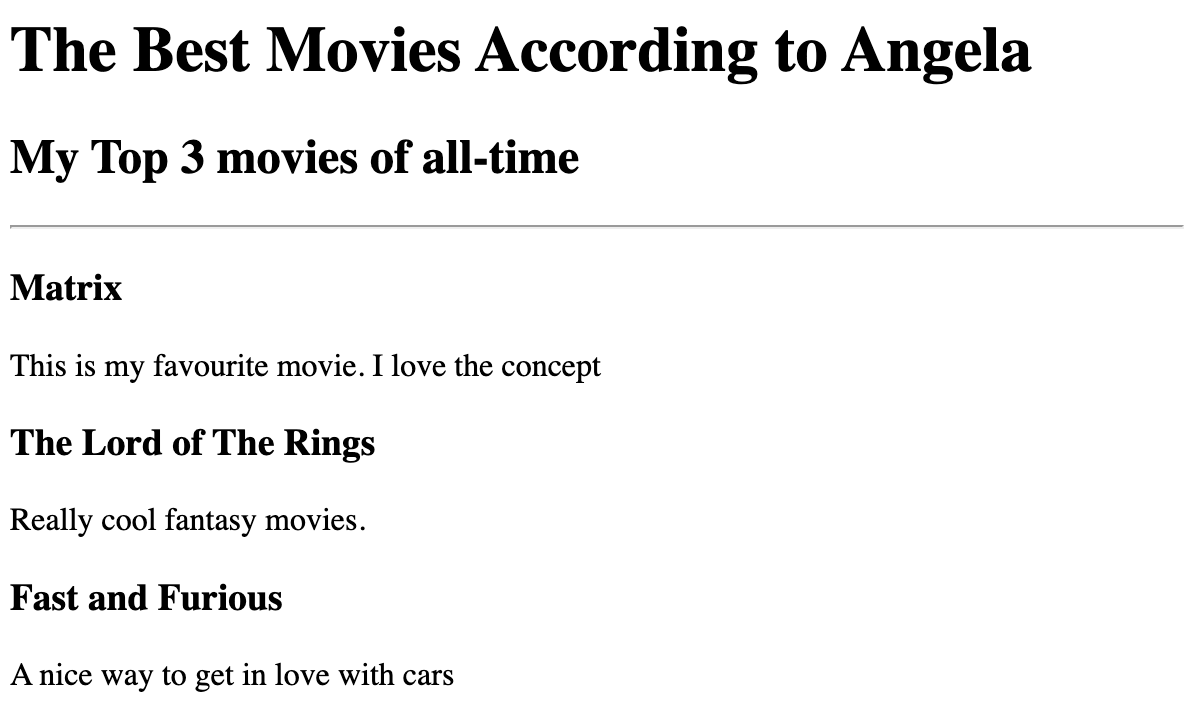 The Best Movies According to Angela
My Top 3 movies of all-time
Matrix
This is my favourite movie. I love the concept
The Lord of The Rings
Really cool fantasy movies.
Fast and Furious
A nice way to get in love with cars